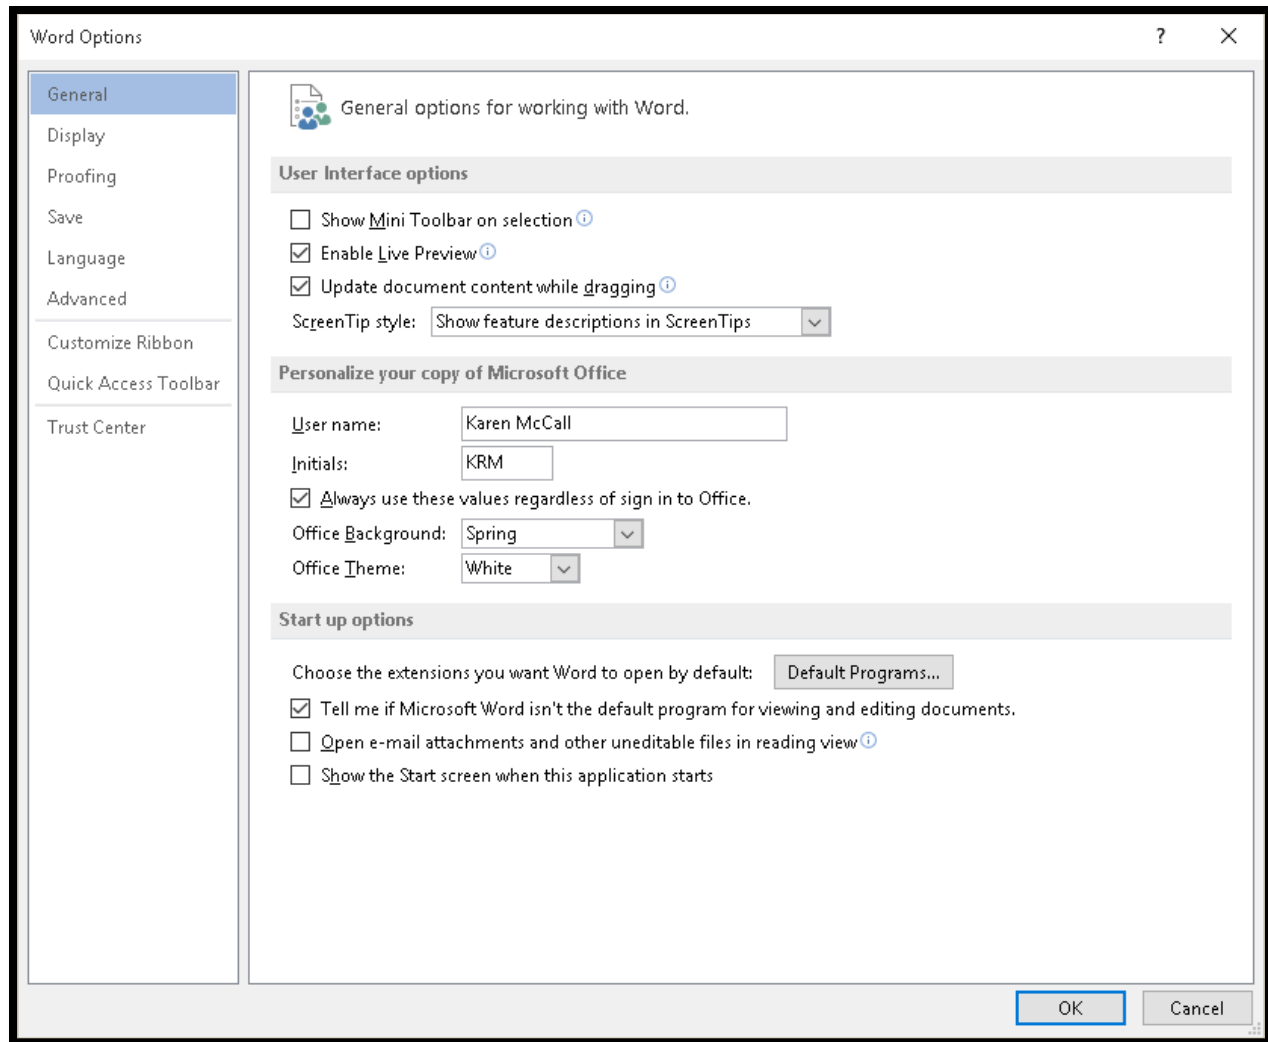 Word Options
?
General
Display
Proofing
Save
Language
Advanced
Customize Ribbon
Quick Access Toolbar
Trust Center
General options for working with Word.
User Interface options
Show Mini Toolbar on selection
Enable Live Preview
Update document content while dragging
ScreenTip style: Show feature descriptions in ScreenTips
Personalize your copy of Microsoft Office
User name: Karen McCall
Initials: KRM
Always use these values regardless of sign in to Office.
Office Background: Spring
Office Theme: White
Start up options
Choose the extensions you want Word to open by default: Default Programs...
Tell me if Microsoft Word isn't the default program for viewing and editing documents.
Open e-mail attachments and other uneditable files in reading view
Show the Start screen when this application starts
OK Cancel